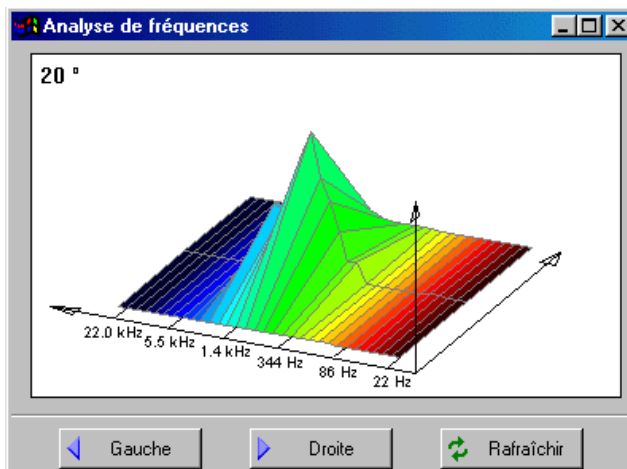 Analyse de fréquences
20 °
22.0 kHz
5.5 kHz
1.4 kHz
344 Hz
86 Hz
22 Hz
Gauche
Droite
Rafraîchir